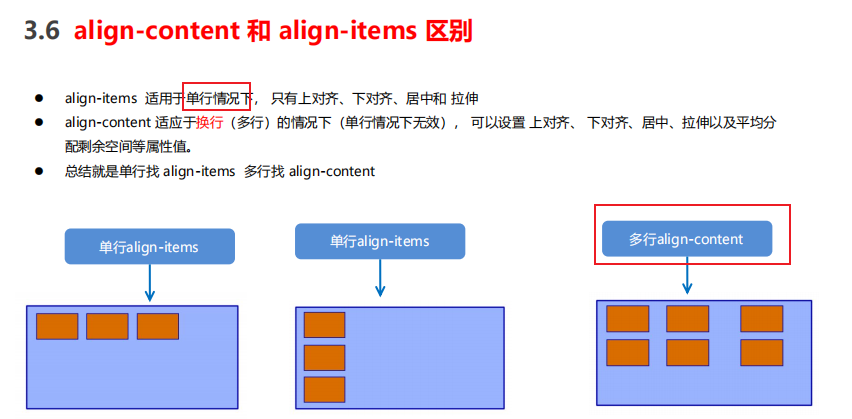 3.6 align-content 和 align-items 区别
● align-items 适用于单行情况下， 只有上对齐、下对齐、居中和 拉伸
● align-content 适应于换行（多行）的情况下（单行情况下无效）， 可以设置 上对齐、 下对齐、居中、拉伸以及平均分
配剩余空间等属性值。
● 总结就是单行找 align-items 多行找 align-content
单行align-items
单行align-items
多行align-content